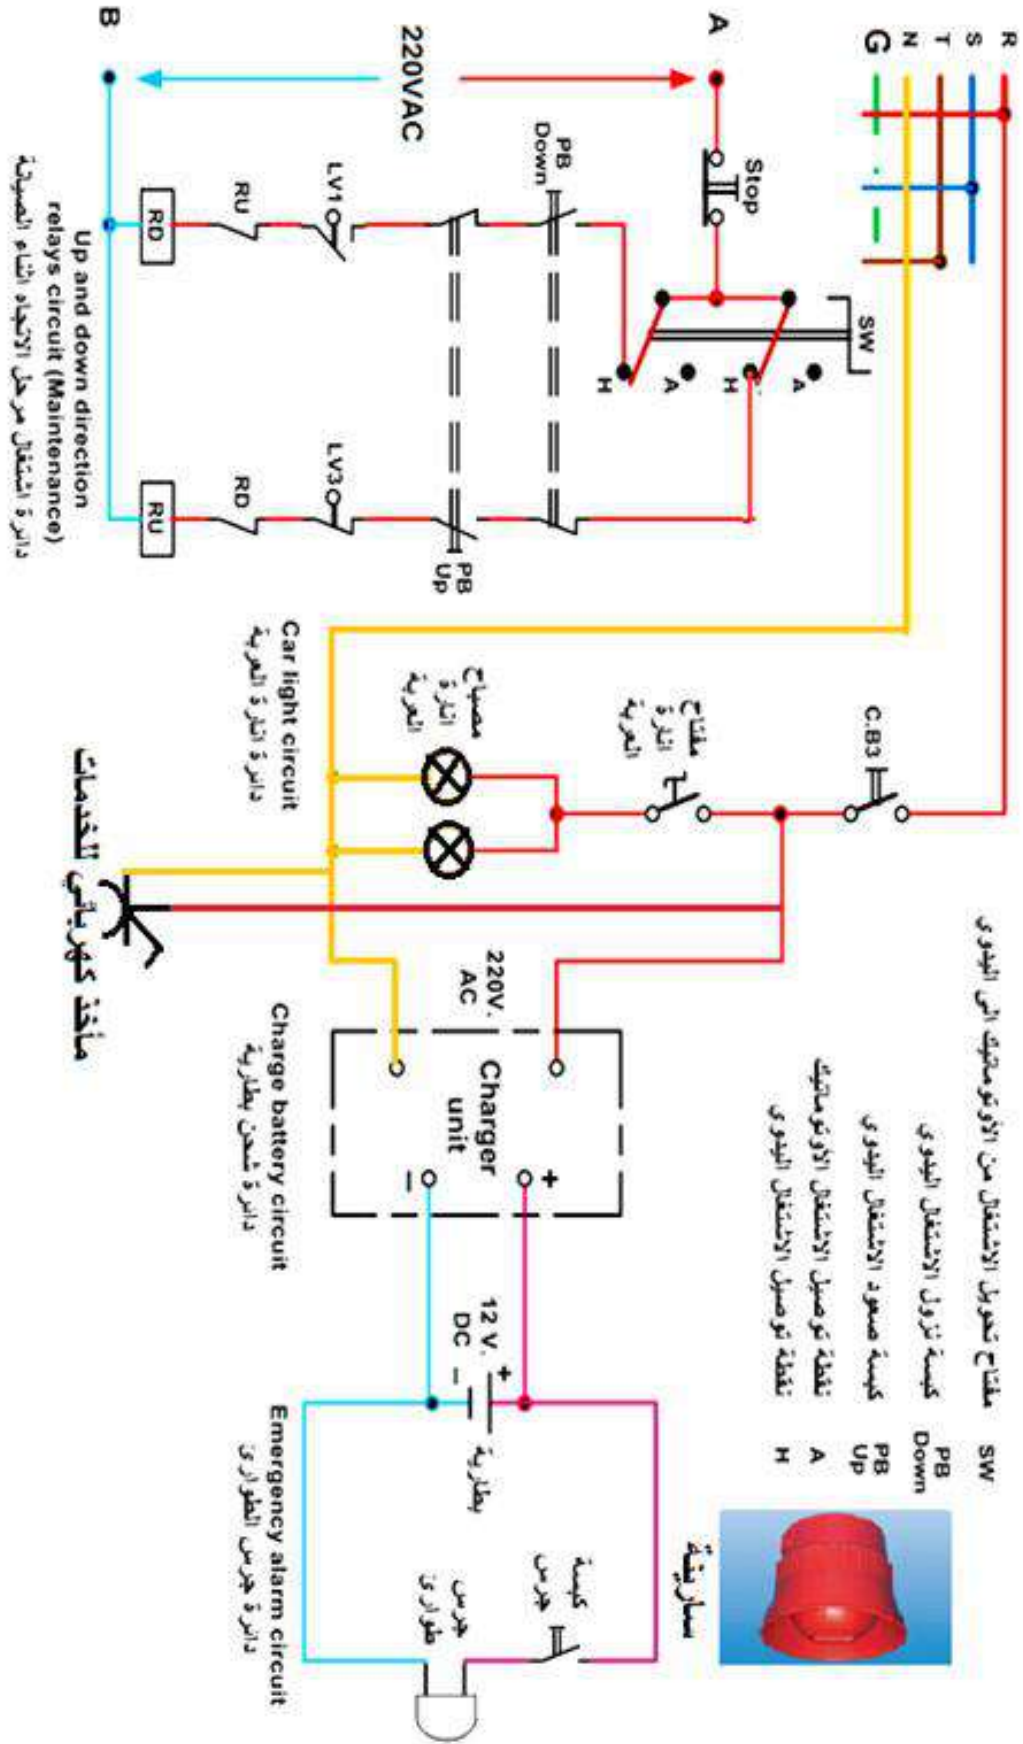 R
S
T
N
G
SW مفتاح تحويل الاشتغال من الأوتوماتيك الى اليدوي
PB
Down كبسة نزول الاشتغال اليدوي
PB
Up كبسة صعود الاشتغال اليدوي
A نقطة توصيل الاشتغال الأوتوماتيك
H نقطة توصيل الاشتغال اليدوي
سارينة
C.B3
SW
A
H
A
H
A
Stop
مفتاح
انارة
العربة
220VAC
PB
Down
PB
Up
مصباح
انارة
العربة
220V.
AC
Charger
unit
+
−
12 V.
DC
+
−
بطارية
كبسة
جرس
جرس
طوارئ
LV1
LV3
RU
RD
RD
RU
B
Car light circuit
دائرة انارة العربة
Charge battery circuit
دائرة شحن بطارية
Emergency alarm circuit
دائرة جرس الطوارئ
Up and down direction
relays circuit (Maintenance)
دائرة اشتغال مرحل الاتجاه اثناء الصيانة
مأخذ كهربائي للخدمات